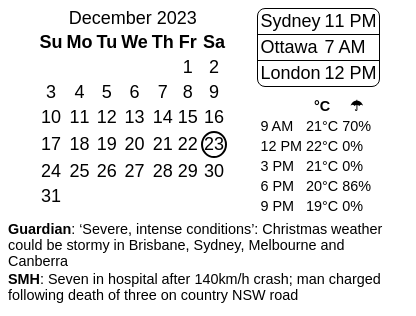 December 2023
Su Mo Tu We Th Fr Sa
1 2
3 4 5 6 7 8 9
10 11 12 13 14 15 16
17 18 19 20 21 22 23
24 25 26 27 28 29 30
31
Sydney 11 PM
Ottawa 7 AM
London 12 PM
°C ☂
9 AM 21°C 70%
12 PM 22°C 0%
3 PM 21°C 0%
6 PM 20°C 86%
9 PM 19°C 0%
Guardian: ‘Severe, intense conditions’: Christmas weather
could be stormy in Brisbane, Sydney, Melbourne and
Canberra
SMH: Seven in hospital after 140km/h crash; man charged
following death of three on country NSW road